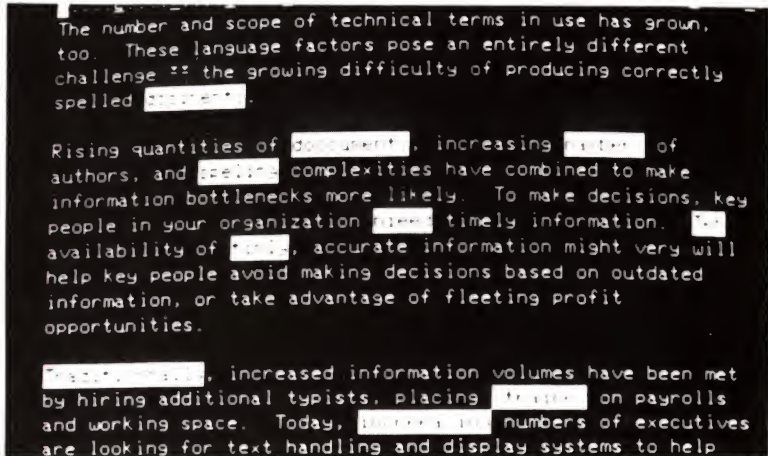 The number and scope of technical terms in use has grown,
too. These language factors pose an entirely different
challenge -- the growing difficulty of producing correctly
spelled .
Rising quantities of , increasing of
authors, and complexities have combined to make
information bottlenecks more likely. To make decisions, key
people in your organization timely information.
availability of , accurate information might very will
help key people avoid making decisions based on outdated
information, or take advantage of fleeting profit
opportunities.
, increased information volumes have been met
by hiring additional typists, placing on payrolls
and working space. Today, numbers of executives
are looking for text handling and display systems to help